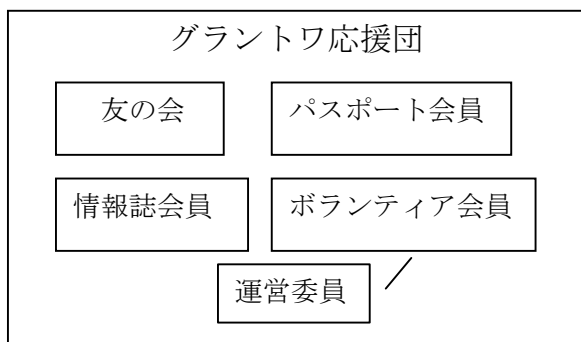 グラントワ応援団
友の会
パスポート会員
情報誌会員
ボランティア会員
運営委員